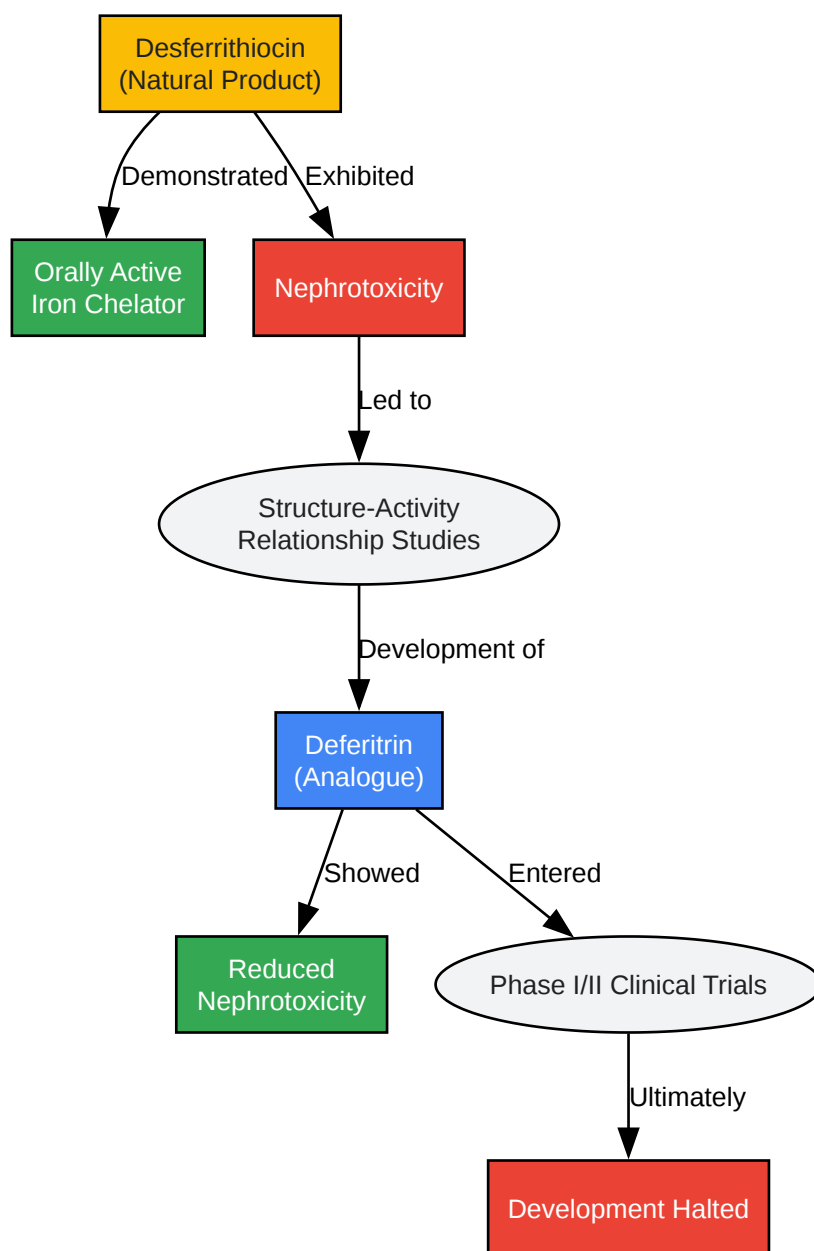 Desferrithiocin
(Natural Product)
Demonstrated
Exhibited
Orally Active
Iron Chelator
Nephrotoxicity
Led to
Structure-Activity
Relationship Studies
Development of
Deferitrin
(Analogue)
Showed
Entered
Reduced
Nephrotoxicity
Phase I/II Clinical Trials
Ultimately
Development Halted